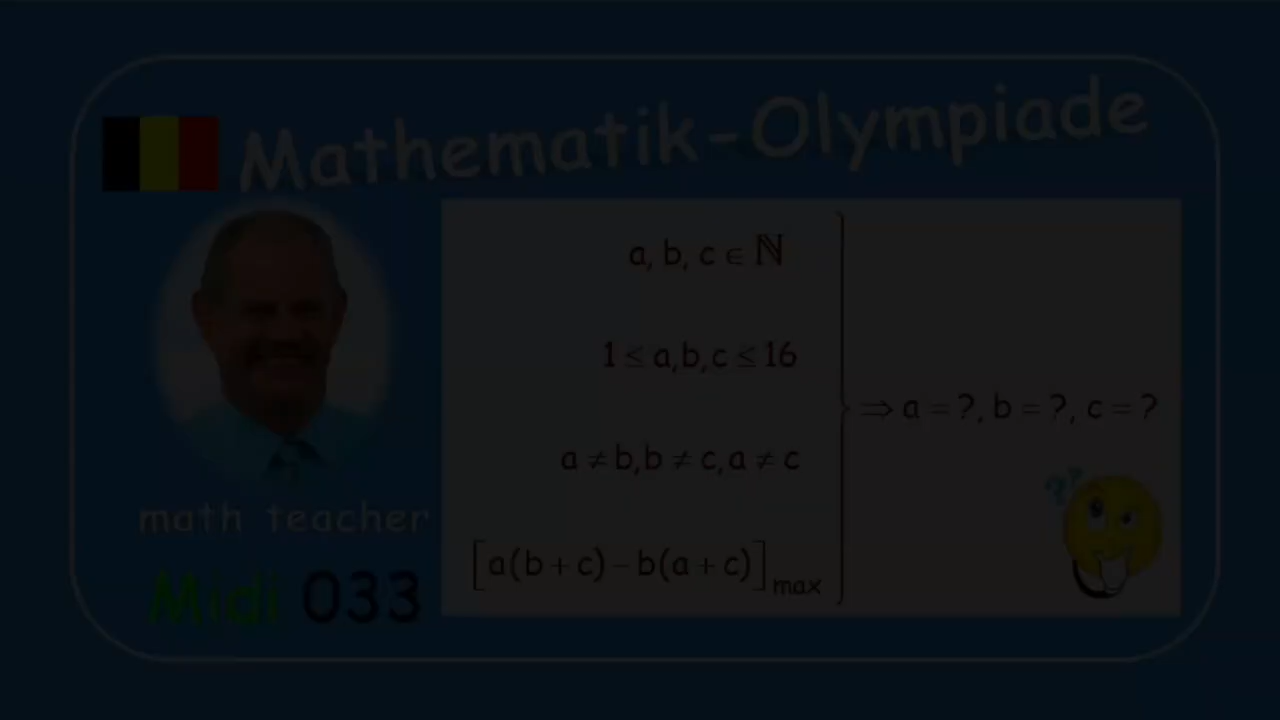 Mathematik-Olympiade
a, b, c ∈ ℕ
1 ≤ a,b,c ≤ 16
⇒ a = ?, b = ?, c = ?
a ≠ b,b ≠ c,a ≠ c
[a(b + c) – b(a + c)]max
math teacher
Midi 033
??